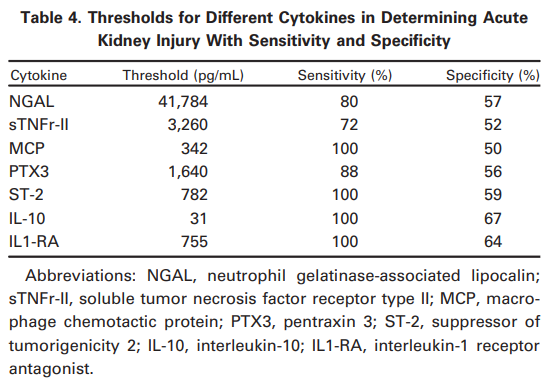 Table 4. Thresholds for Different Cytokines in Determining Acute
Kidney Injury With Sensitivity and Specificity
Cytokine Threshold (pg/mL) Sensitivity (%) Specificity (%)
NGAL 41,784 80 57
sTNFr-II 3,260 72 52
MCP 342 100 50
PTX3 1,640 88 56
ST-2 782 100 59
IL-10 31 100 67
IL1-RA 755 100 64
Abbreviations: NGAL, neutrophil gelatinase-associated lipocalin;
sTNFr-II, soluble tumor necrosis factor receptor type II; MCP, macro-
phage chemotactic protein; PTX3, pentraxin 3; ST-2, suppressor of
tumorigenicity 2; IL-10, interleukin-10; IL1-RA, interleukin-1 receptor
antagonist.